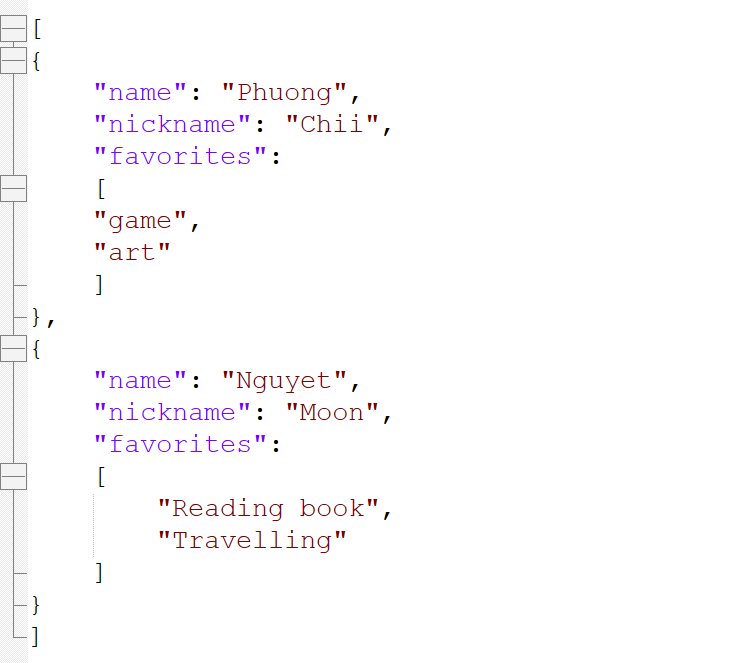 [
{
    "name": "Phuong",
    "nickname": "Chii",
    "favorites":
    [
    "game",
    "art"
    ]
},
{
    "name": "Nguyet",
    "nickname": "Moon",
    "favorites":
    [
        "Reading book",
        "Travelling"
    ]
}
]